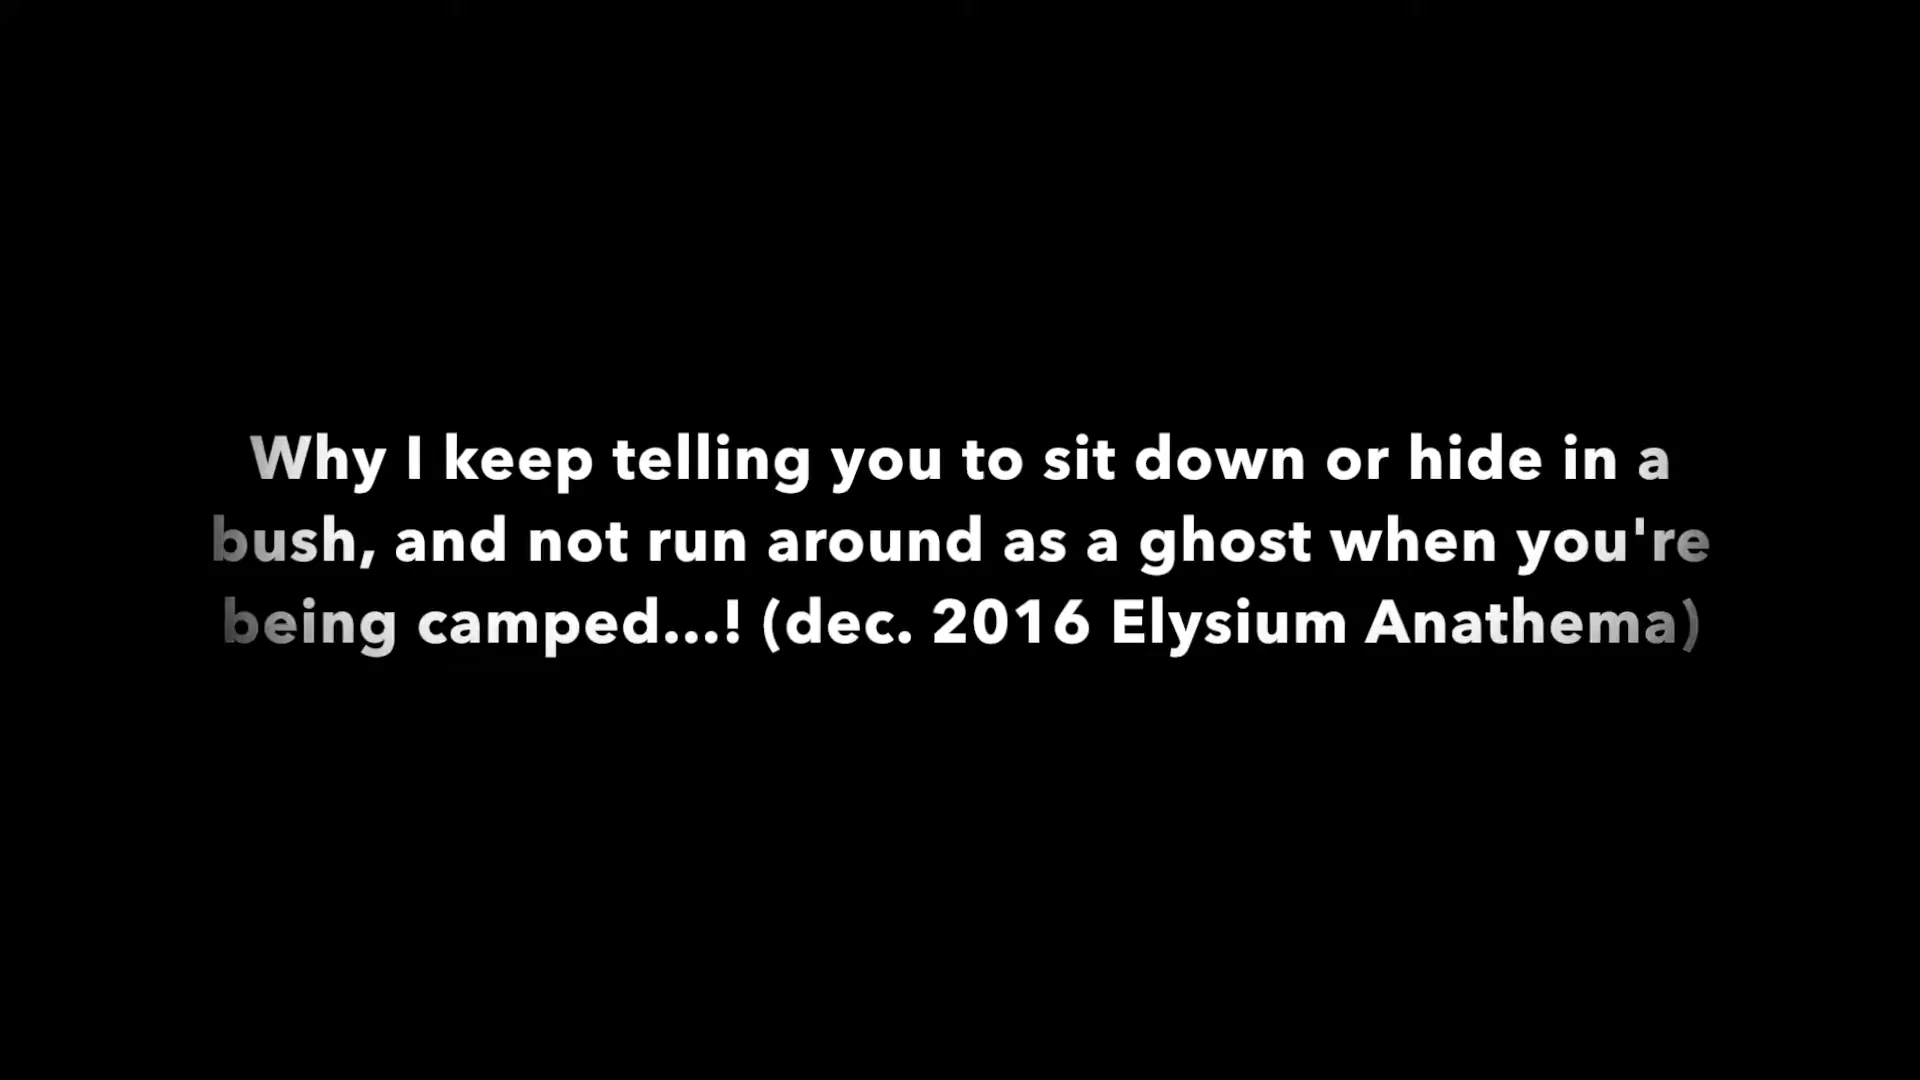 Why I keep telling you to sit down or hide in a
bush, and not run around as a ghost when you're
being camped...! (dec. 2016 Elysium Anathema)